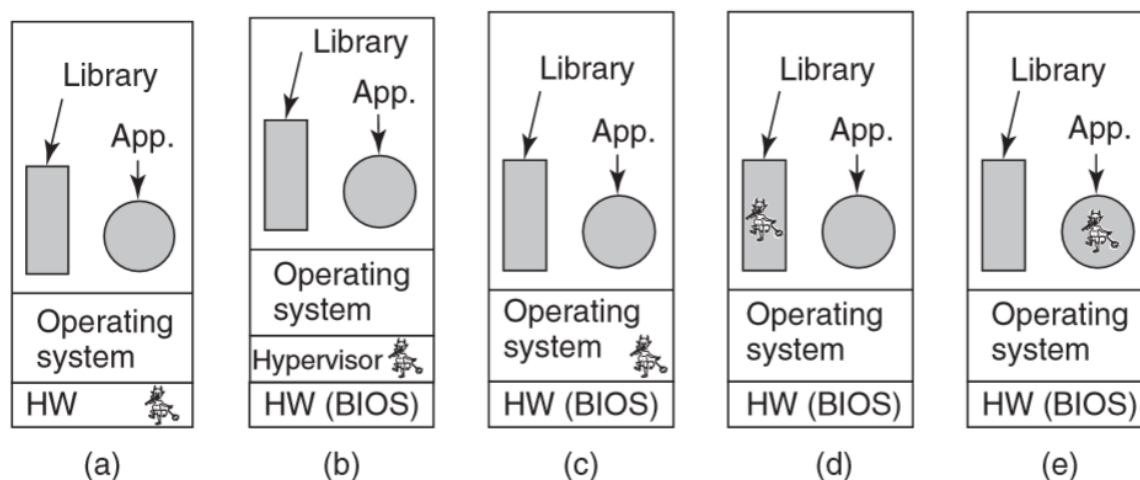 Library
App.
Operating
system
HW
(a)
Library
App.
Operating
system
Hypervisor
HW (BIOS)
(b)
Library
App.
Operating
system
HW (BIOS)
(c)
Library
App.
Operating
system
HW (BIOS)
(d)
Library
App.
Operating
system
HW (BIOS)
(e)